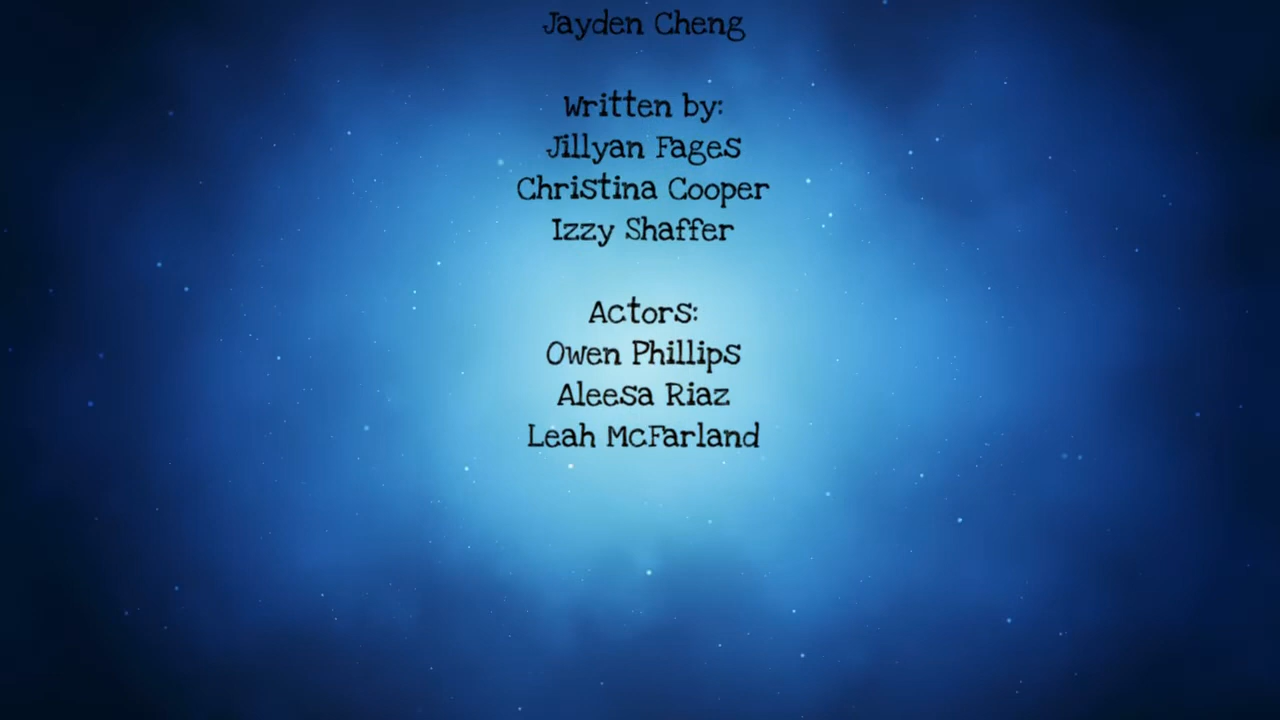 Jayden Cheng
Written by:
Jillyan Fages
Christina Cooper
Izzy Shaffer
Actors:
Owen Phillips
Aleesa Riaz
Leah McFarland